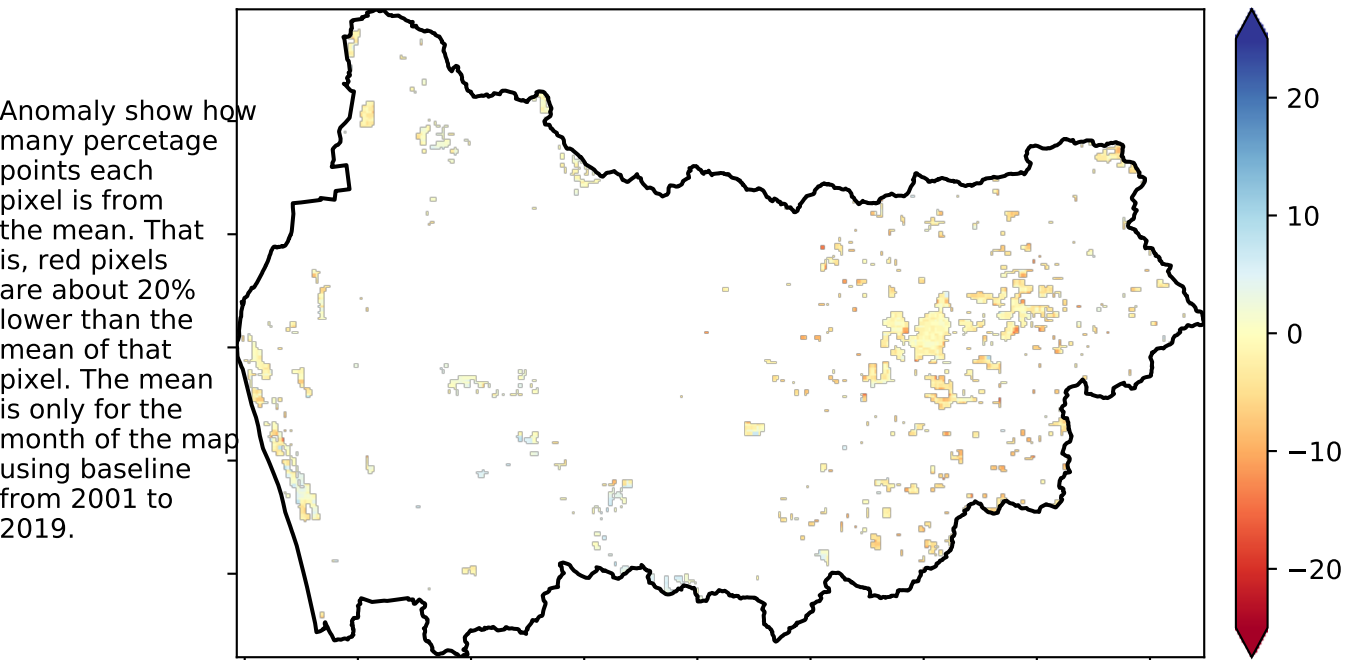 Anomaly show how
many percetage
points each
pixel is from
the mean. That
is, red pixels
are about 20%
lower than the
mean of that
pixel. The mean
is only for the
month of the map
using baseline
from 2001 to
2019.
20
10
0
−10
−20